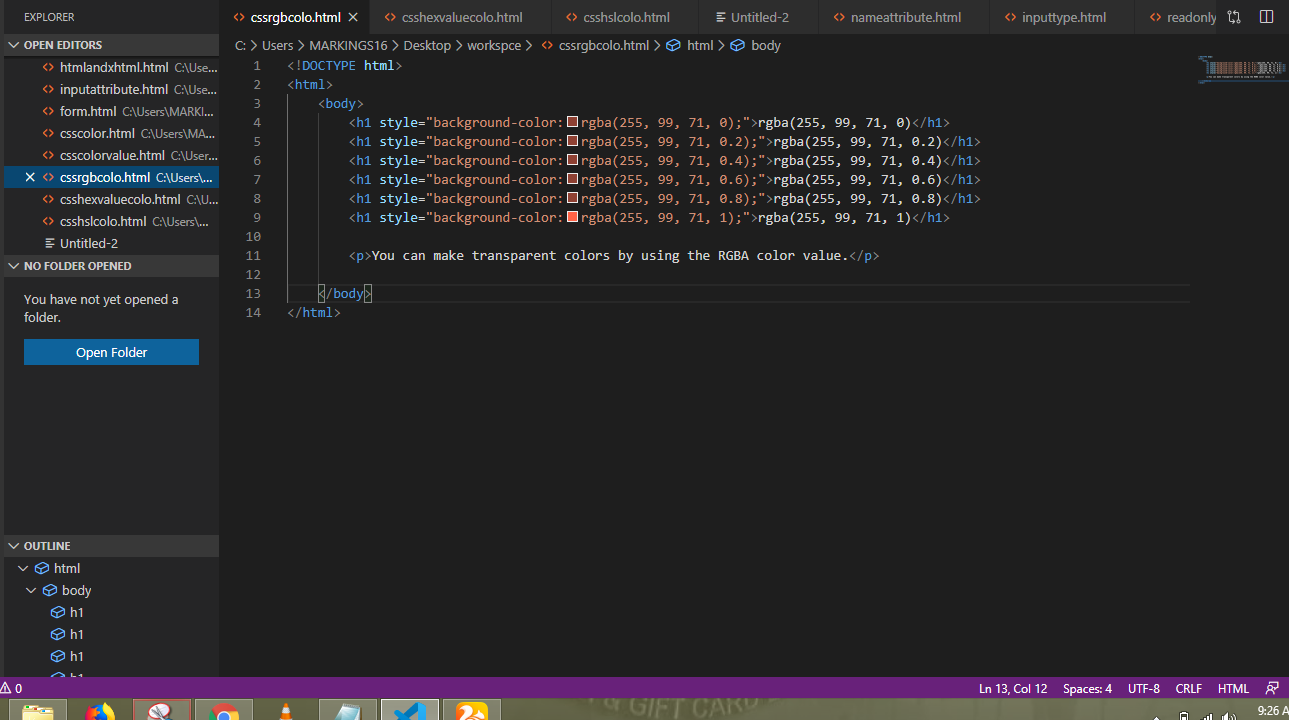 EXPLORER
OPEN EDITORS
htmlandxhtml.html C:\Use...
inputattribute.html C:\Use...
form.html C:\Users\MARKI...
csscolor.html C:\Users\MA...
csscolorvalue.html C:\User...
cssrgbcolo.html C:\Users\...
csshexvaluecolo.html C:\U...
csshslcolo.html C:\Users\...
Untitled-2
NO FOLDER OPENED
You have not yet opened a
folder.
Open Folder
OUTLINE
html
body
h1
h1
h1
h1
cssrgbcolo.html csshexvaluecolo.html csshslcolo.html Untitled-2 nameattribute.html inputtype.html readonly
C: > Users > MARKINGS16 > Desktop > workspce > cssrgbcolo.html > html > body
1 <!DOCTYPE html>
2 <html>
3 <body>
4 <h1 style="background-color:rgba(255, 99, 71, 0);">rgba(255, 99, 71, 0)</h1>
5 <h1 style="background-color:rgba(255, 99, 71, 0.2);">rgba(255, 99, 71, 0.2)</h1>
6 <h1 style="background-color:rgba(255, 99, 71, 0.4);">rgba(255, 99, 71, 0.4)</h1>
7 <h1 style="background-color:rgba(255, 99, 71, 0.6);">rgba(255, 99, 71, 0.6)</h1>
8 <h1 style="background-color:rgba(255, 99, 71, 0.8);">rgba(255, 99, 71, 0.8)</h1>
9 <h1 style="background-color:rgba(255, 99, 71, 1);">rgba(255, 99, 71, 1)</h1>
10
11 <p>You can make transparent colors by using the RGBA color value.</p>
12
13 </body>
14 </html>
0
Ln 13, Col 12 Spaces: 4 UTF-8 CRLF HTML
& GIFT CARD
9:26 A